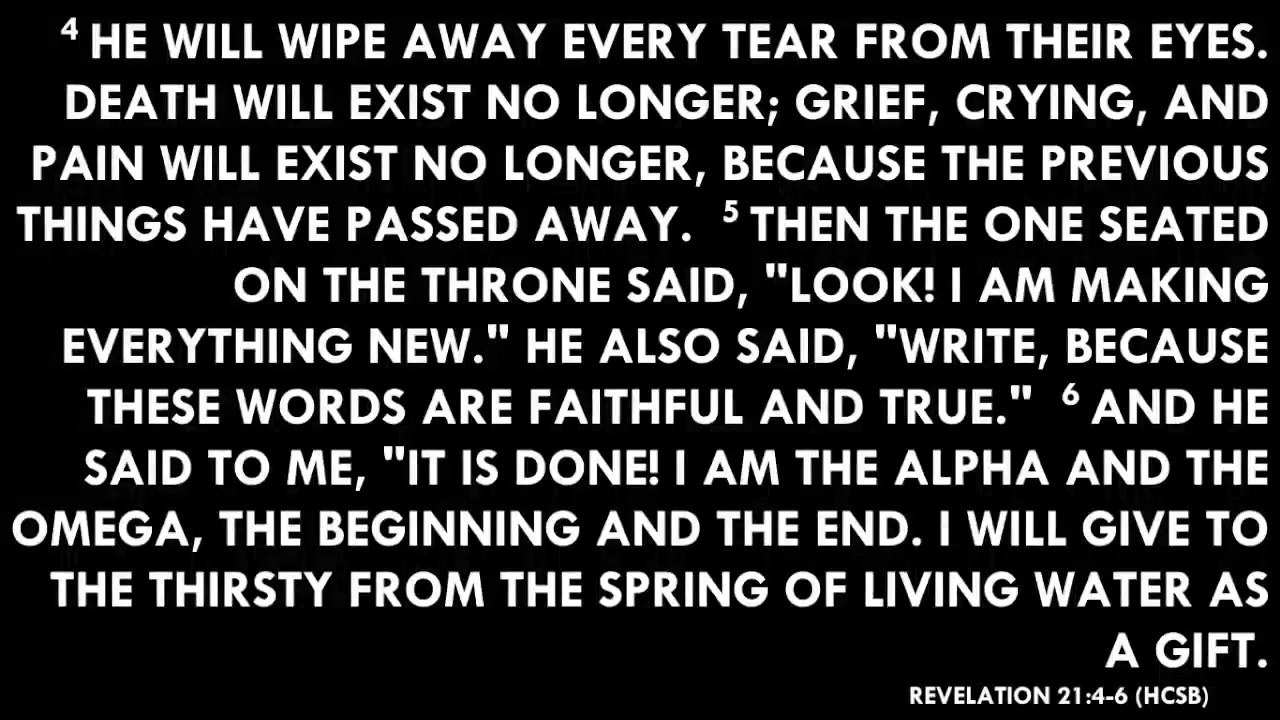 4 HE WILL WIPE AWAY EVERY TEAR FROM THEIR EYES.
DEATH WILL EXIST NO LONGER; GRIEF, CRYING, AND
PAIN WILL EXIST NO LONGER, BECAUSE THE PREVIOUS
THINGS HAVE PASSED AWAY. 5 THEN THE ONE SEATED
ON THE THRONE SAID, "LOOK! I AM MAKING
EVERYTHING NEW." HE ALSO SAID, "WRITE, BECAUSE
THESE WORDS ARE FAITHFUL AND TRUE." 6 AND HE
SAID TO ME, "IT IS DONE! I AM THE ALPHA AND THE
OMEGA, THE BEGINNING AND THE END. I WILL GIVE TO
THE THIRSTY FROM THE SPRING OF LIVING WATER AS
A GIFT.
REVELATION 21:4-6 (HCSB)